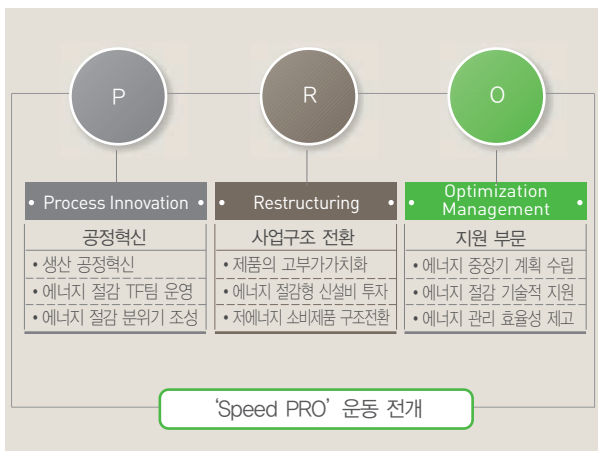 P
R
O
• Process Innovation •
• Restructuring •
• Optimization Management •
공정혁신
• 생산 공정혁신
• 에너지 절감 TF팀 운영
• 에너지 절감 분위기 조성
사업구조 전환
• 제품의 고부가가치화
• 에너지 절감형 신설비 투자
• 저에너지 소비제품 구조전환
지원 부문
• 에너지 중장기 계획 수립
• 에너지 절감 기술적 지원
• 에너지 관리 효율성 제고
‘Speed PRO’ 운동 전개